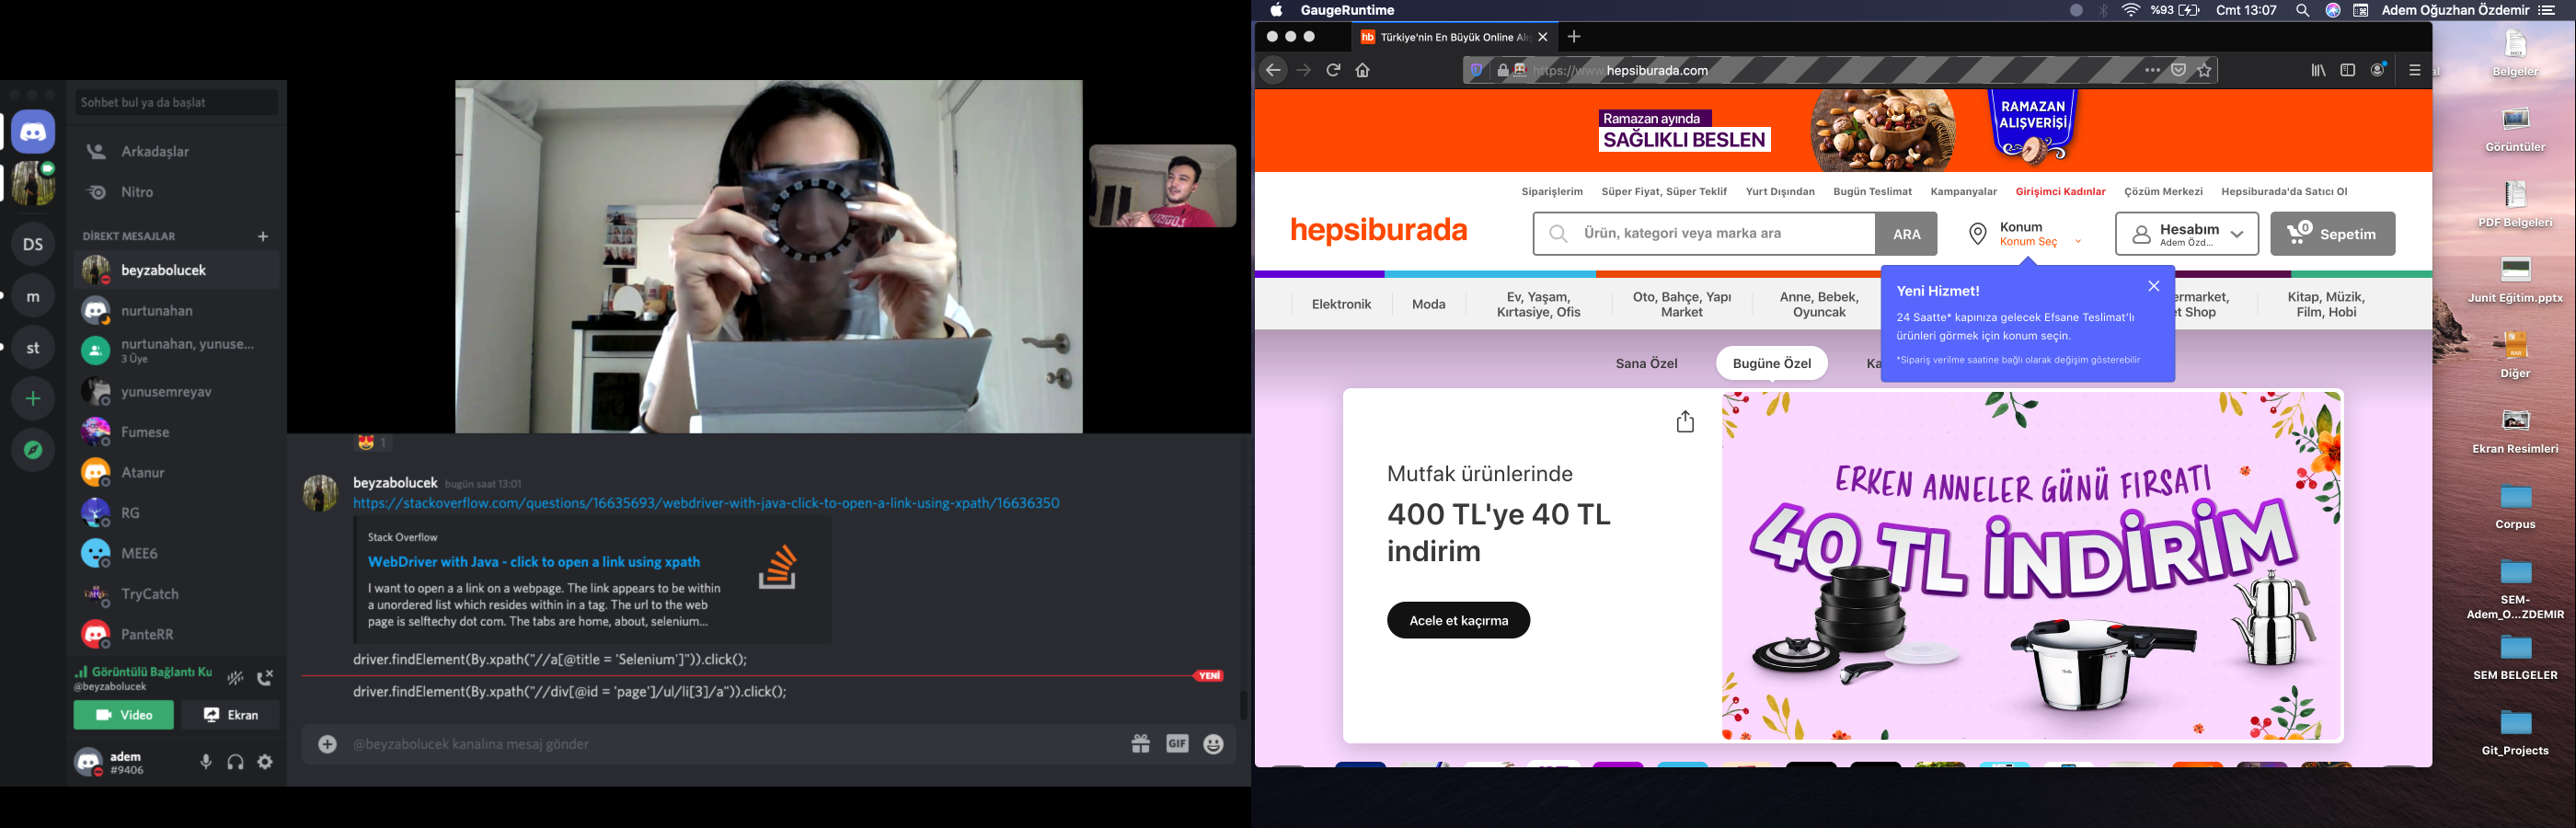 Sohbet bul ya da başlat
Arkadaşlar
Nitro
DİREKT MESAJLAR
beyzabolucek
nurtunahan
nurtunahan, yunuse...
3 Üye
yunusemreyav
Fumese
Atanur
RG
MEE6
TryCatch
PanteRR
DS
m
st
Görüntülü Bağlantı Ku
@beyzabolucek
Video
Ekran
adem
#9406
1
beyzabolucek bugün saat 13:01
https://stackoverflow.com/questions/16635693/webdriver-with-java-click-to-open-a-link-using-xpath/16636350
Stack Overflow
WebDriver with Java - click to open a link using xpath
I want to open a a link on a webpage. The link appears to be within
a unordered list which resides within in a tag. The url to the web
page is selftechy dot com. The tabs are home, about, selenium...
driver.findElement(By.xpath("//a[@title = 'Selenium']")).click();
YENİ
driver.findElement(By.xpath("//div[@id = 'page']/ul/li[3]/a")).click();
@beyzabolucek kanalına mesaj gönder
GIF
GaugeRuntime
%93
Cmt 13:07
Adem Oğuzhan Özdemir
hb Türkiye'nin En Büyük Online Alış
https://www.hepsiburada.com
Ramazan ayında
SAĞLIKLI BESLEN
RAMAZAN
ALIŞVERİŞİ
Siparişlerim Süper Fiyat, Süper Teklif Yurt Dışından Bugün Teslimat Kampanyalar Girişimci Kadınlar Çözüm Merkezi Hepsiburada'da Satıcı Ol
hepsiburada
Ürün, kategori veya marka ara
ARA
Konum
Konum Seç
Hesabım
Adem Özd...
0
Sepetim
Elektronik
Moda
Ev, Yaşam,
Kırtasiye, Ofis
Oto, Bahçe, Yapı
Market
Anne, Bebek,
Oyuncak
ermarket,
et Shop
Kitap, Müzik,
Film, Hobi
Yeni Hizmet!
24 Saatte* kapınıza gelecek Efsane Teslimat'lı
ürünleri görmek için konum seçin.
*Sipariş verilme saatine bağlı olarak değişim gösterebilir
Sana Özel
Bugüne Özel
Ka
Mutfak ürünlerinde
400 TL'ye 40 TL
indirim
Acele et kaçırma
ERKEN ANNELER GÜNÜ FIRSATI
40 TL İNDİRİM
al
Belgeler
Görüntüler
PDF Belgeleri
Junit Eğitim.pptx
Diğer
Ekran Resimleri
Corpus
SEM-
Adem_O...ZDEMIR
SEM BELGELER
Git_Projects